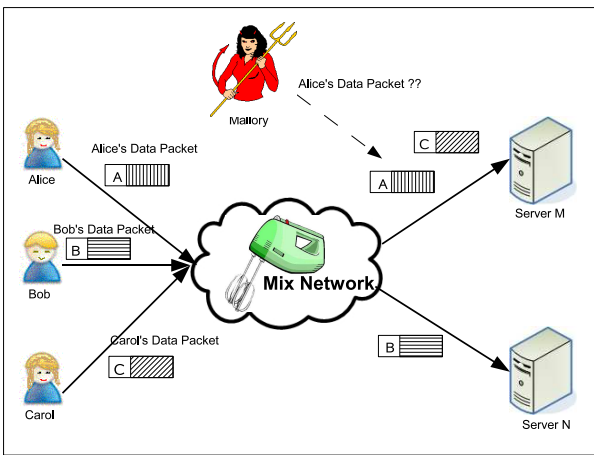 Alice's Data Packet ??
Mallory
Alice's Data Packet
C
A
A
Alice
Server M
Bob's Data Packet
B
Bob
Mix Network
Carol's Data Packet
B
C
Carol
Server N